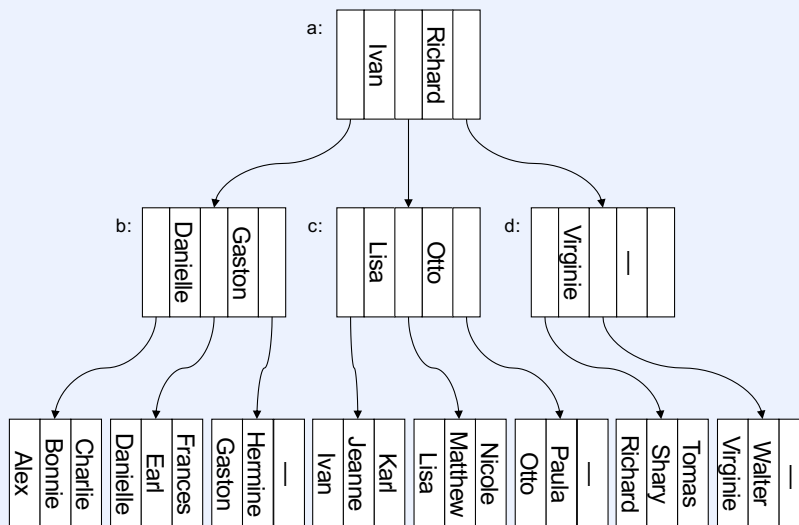 a:
Ivan
Richard
b:
Danielle
Gaston
c:
Lisa
Otto
d:
Virginie
—
Alex
Bonnie
Charlie
Danielle
Earl
Frances
Gaston
Hermine
—
Ivan
Jeanne
Karl
Lisa
Matthew
Nicole
Otto
Paula
—
Richard
Shary
Tomas
Virginie
Walter
—